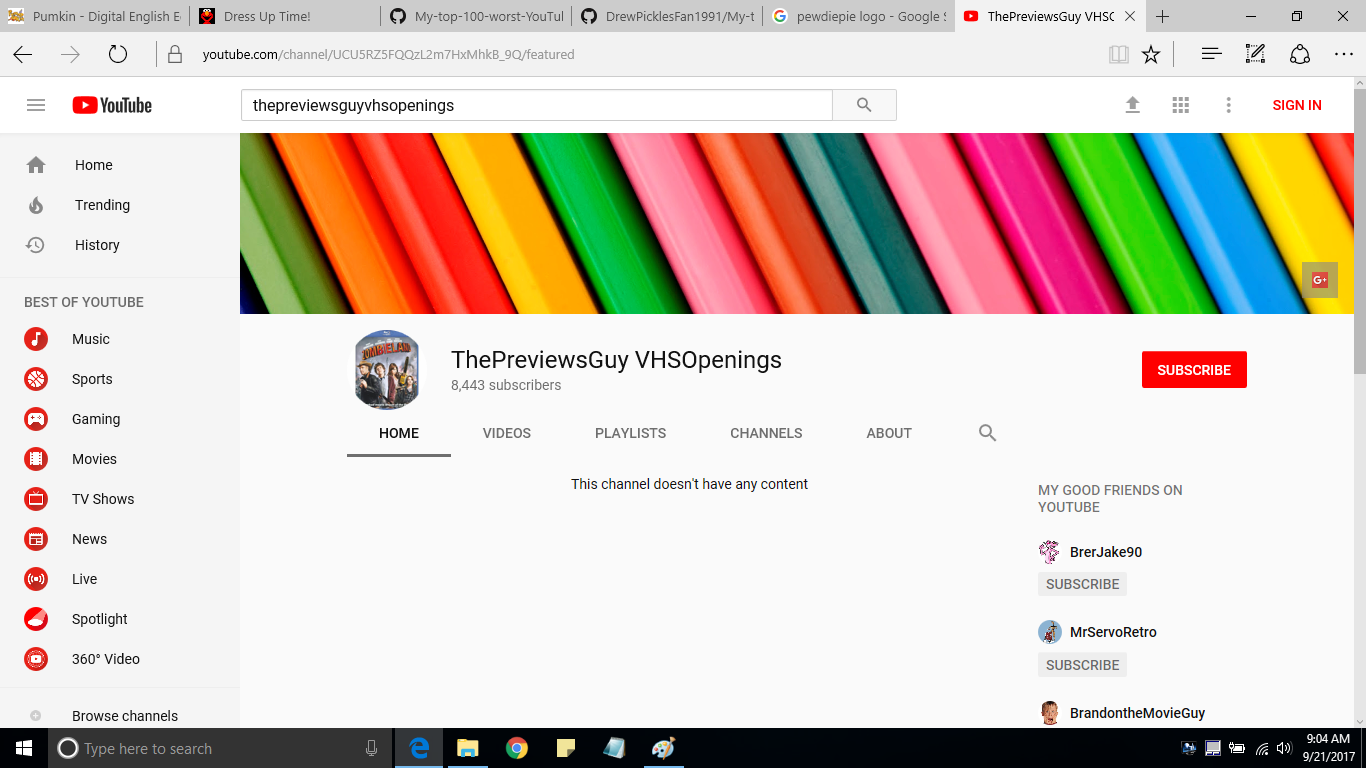 Pumkin - Digital English E
Dress Up Time!
My-top-100-worst-YouTul
DrewPicklesFan1991/My-t
pewdiepie logo - Google S
ThePreviewsGuy VHSO
youtube.com/channel/UCU5RZ5FQQzL2m7HxMhkB_9Q/featured
YouTube
thepreviewsguyvhsopenings
SIGN IN
Home
Trending
History
BEST OF YOUTUBE
Music
Sports
Gaming
Movies
TV Shows
News
Live
Spotlight
360° Video
Browse channels
G+
ZOMBIELAND
ThePreviewsGuy VHSOpenings
8,443 subscribers
SUBSCRIBE
HOME
VIDEOS
PLAYLISTS
CHANNELS
ABOUT
This channel doesn't have any content
MY GOOD FRIENDS ON
YOUTUBE
BrerJake90
SUBSCRIBE
MrServoRetro
SUBSCRIBE
BrandontheMovieGuy
Type here to search
9:04 AM
9/21/2017